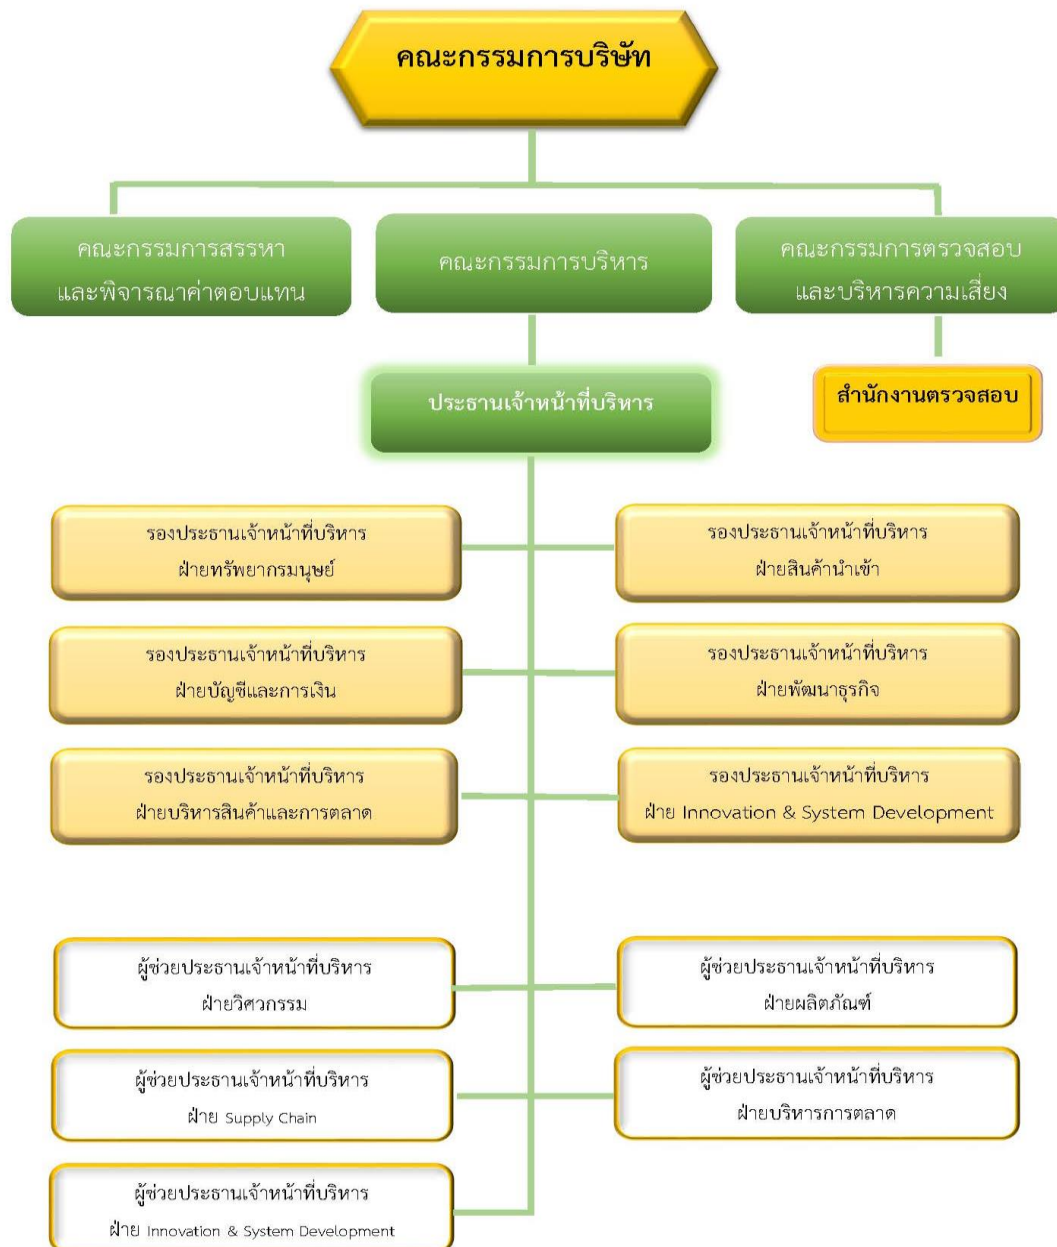 คณะกรรมการบริษัท
คณะกรรมการสรรหา
และพิจารณาค่าตอบแทน
คณะกรรมการบริหาร
คณะกรรมการตรวจสอบ
และบริหารความเสี่ยง
ประธานเจ้าหน้าที่บริหาร
สำนักงานตรวจสอบ
รองประธานเจ้าหน้าที่บริหาร
ฝ่ายทรัพยากรมนุษย์
รองประธานเจ้าหน้าที่บริหาร
ฝ่ายสินค้านำเข้า
รองประธานเจ้าหน้าที่บริหาร
ฝ่ายบัญชีและการเงิน
รองประธานเจ้าหน้าที่บริหาร
ฝ่ายพัฒนาธุรกิจ
รองประธานเจ้าหน้าที่บริหาร
ฝ่ายบริหารสินค้าและการตลาด
รองประธานเจ้าหน้าที่บริหาร
ฝ่าย Innovation & System Development
ผู้ช่วยประธานเจ้าหน้าที่บริหาร
ฝ่ายวิศวกรรม
ผู้ช่วยประธานเจ้าหน้าที่บริหาร
ฝ่ายผลิตภัณฑ์
ผู้ช่วยประธานเจ้าหน้าที่บริหาร
ฝ่าย Supply Chain
ผู้ช่วยประธานเจ้าหน้าที่บริหาร
ฝ่ายบริหารการตลาด
ผู้ช่วยประธานเจ้าหน้าที่บริหาร
ฝ่าย Innovation & System Development